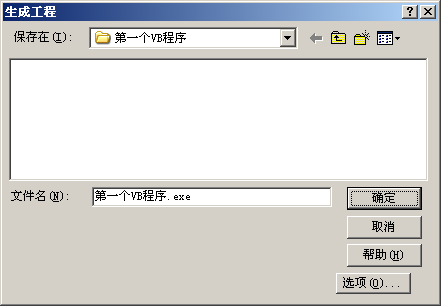 生成工程
保存在(I):
第一个VB程序
文件名(N):
第一个VB程序.exe
确定
取消
帮助(H)
选项(O)...